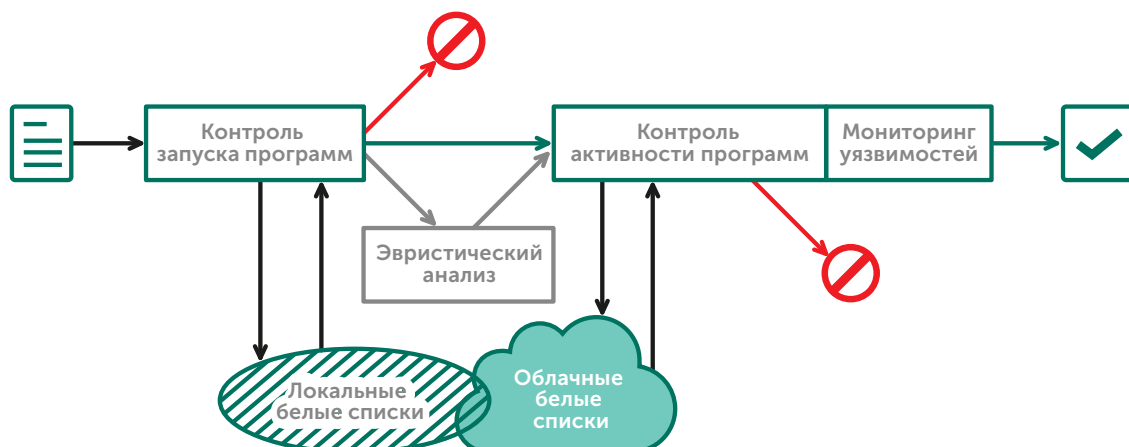 Контроль
запуска программ
Контроль
активности программ
Мониторинг
уязвимостей
Эвристический
анализ
Локальные
белые списки
Облачные
белые
списки